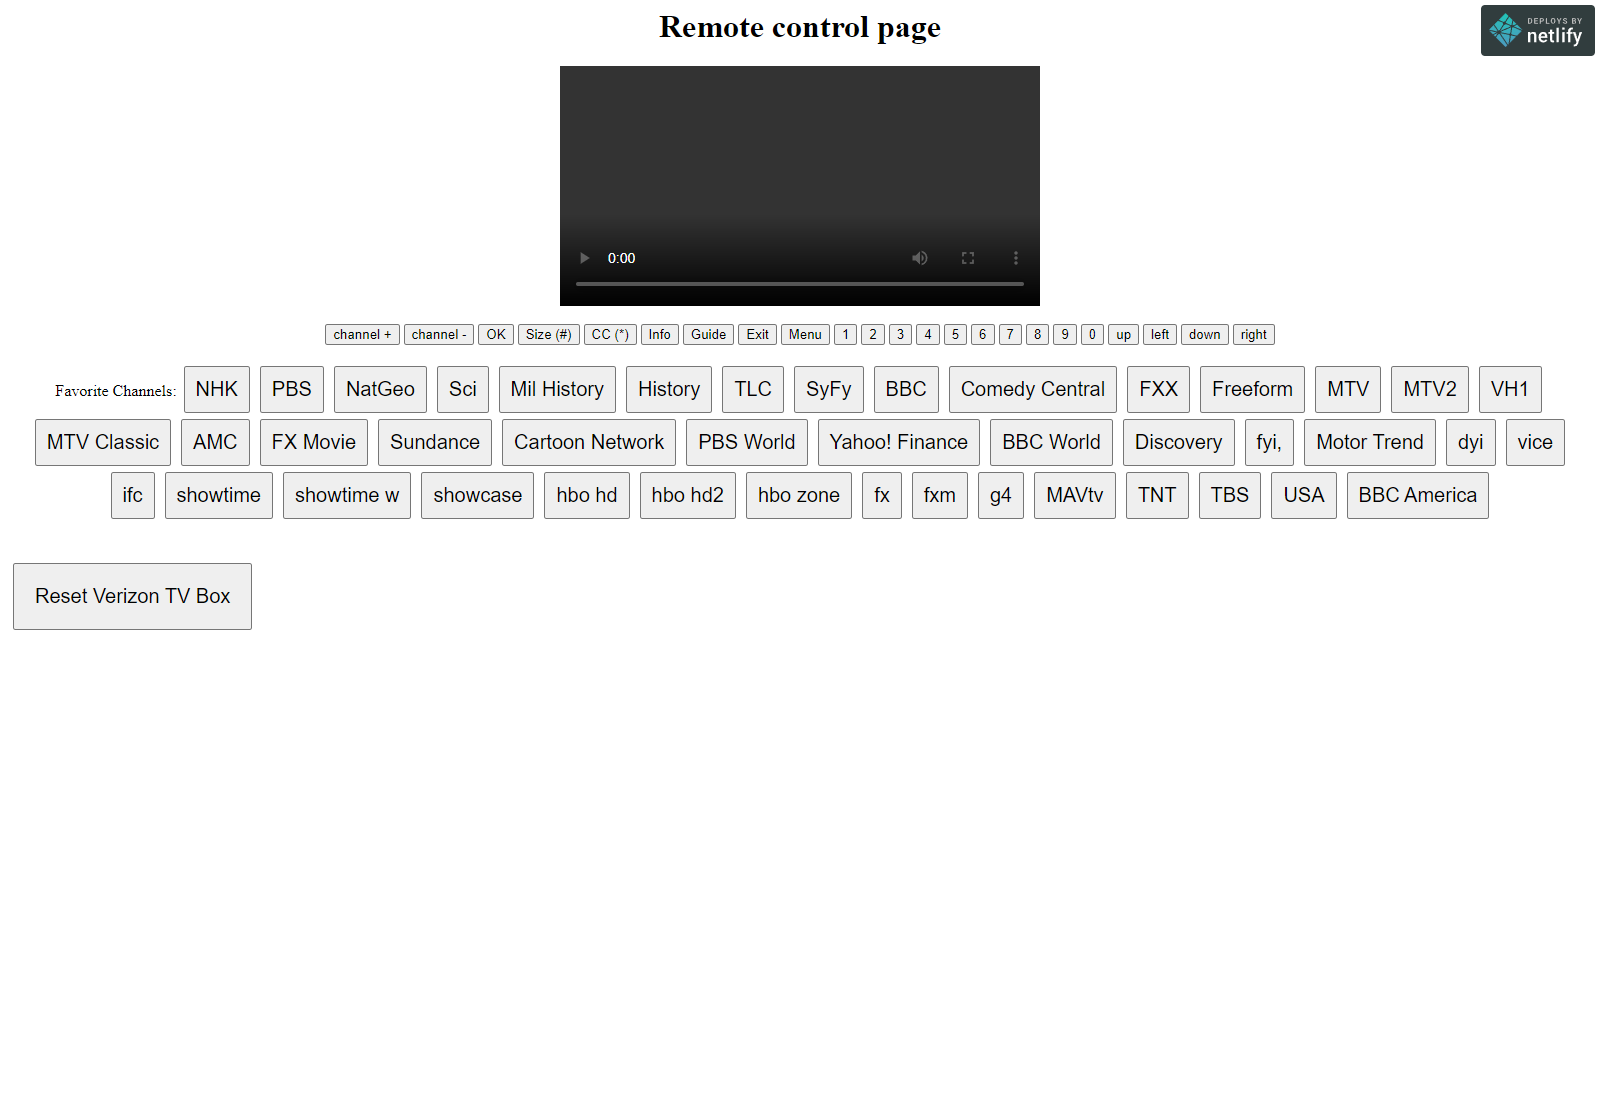 Remote control page
DEPLOYS BY
netlify
0:00
channel + channel - OK Size (#) CC (*) Info Guide Exit Menu 1 2 3 4 5 6 7 8 9 0 up left down right
Favorite Channels: NHK PBS NatGeo Sci Mil History History TLC SyFy BBC Comedy Central FXX Freeform MTV MTV2 VH1
MTV Classic AMC FX Movie Sundance Cartoon Network PBS World Yahoo! Finance BBC World Discovery fyi, Motor Trend dyi vice
ifc showtime showtime w showcase hbo hd hbo hd2 hbo zone fx fxm g4 MAVtv TNT TBS USA BBC America
Reset Verizon TV Box